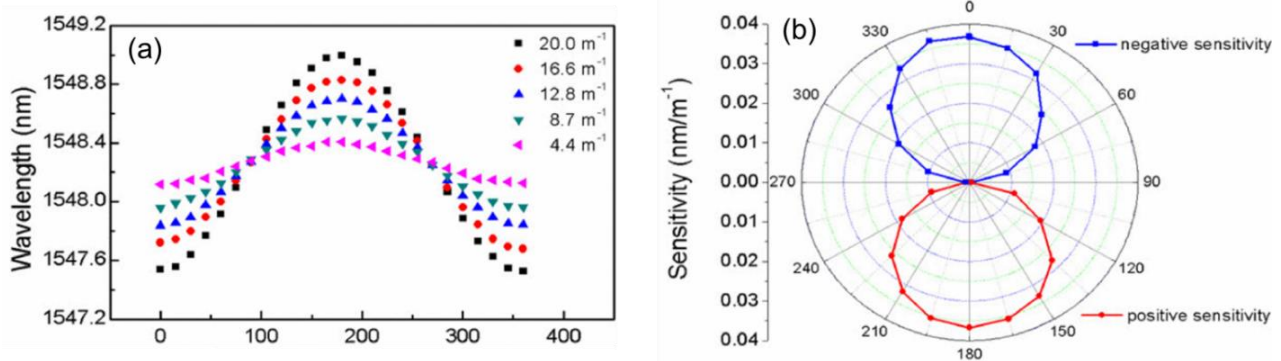 (a)
Wavelength (nm)
1549.2
1548.8
1548.4
1548.0
1547.6
1547.2
0 100 200 300 400
20.0 m⁻¹
16.6 m⁻¹
12.8 m⁻¹
8.7 m⁻¹
4.4 m⁻¹
(b)
Sensitivity (nm/m⁻¹)
0.04
0.03
0.02
0.01
0.00
0.01
0.02
0.03
0.04
0
30
60
90
120
150
180
210
240
270
300
330
negative sensitivity
positive sensitivity